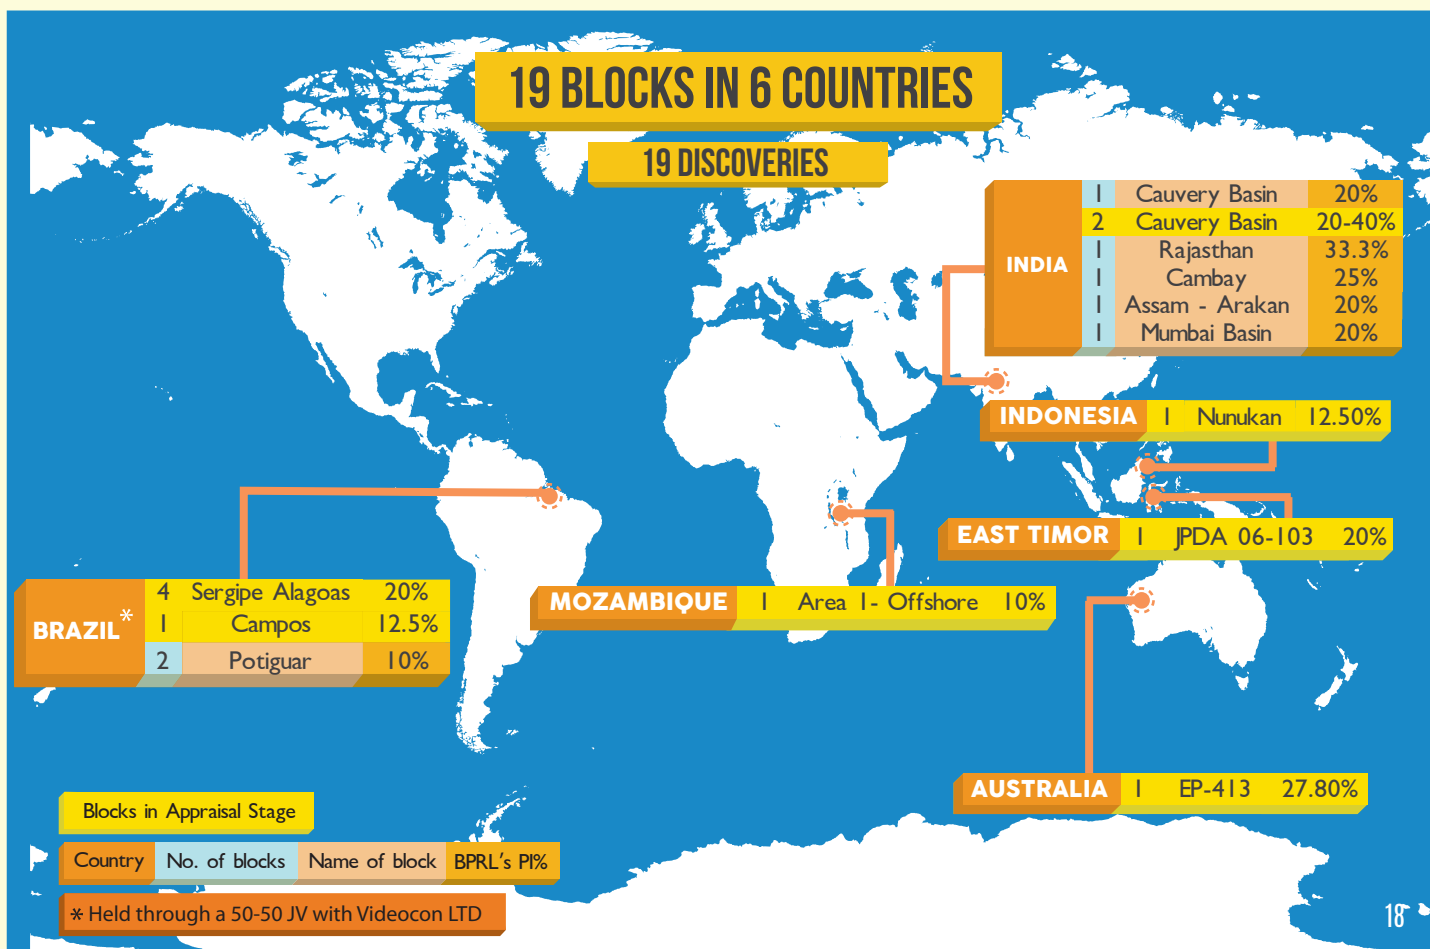 19 BLOCKS IN 6 COUNTRIES
19 DISCOVERIES
INDIA
1 Cauvery Basin 20%
2 Cauvery Basin 20-40%
1 Rajasthan 33.3%
1 Cambay 25%
1 Assam - Arakan 20%
1 Mumbai Basin 20%
INDONESIA 1 Nunukan 12.50%
EAST TIMOR 1 JPDA 06-103 20%
BRAZIL*
4 Sergipe Alagoas 20%
1 Campos 12.5%
2 Potiguar 10%
MOZAMBIQUE 1 Area 1- Offshore 10%
AUSTRALIA 1 EP-413 27.80%
Blocks in Appraisal Stage
Country No. of blocks Name of block BPRL's PI%
* Held through a 50-50 JV with Videocon LTD
18